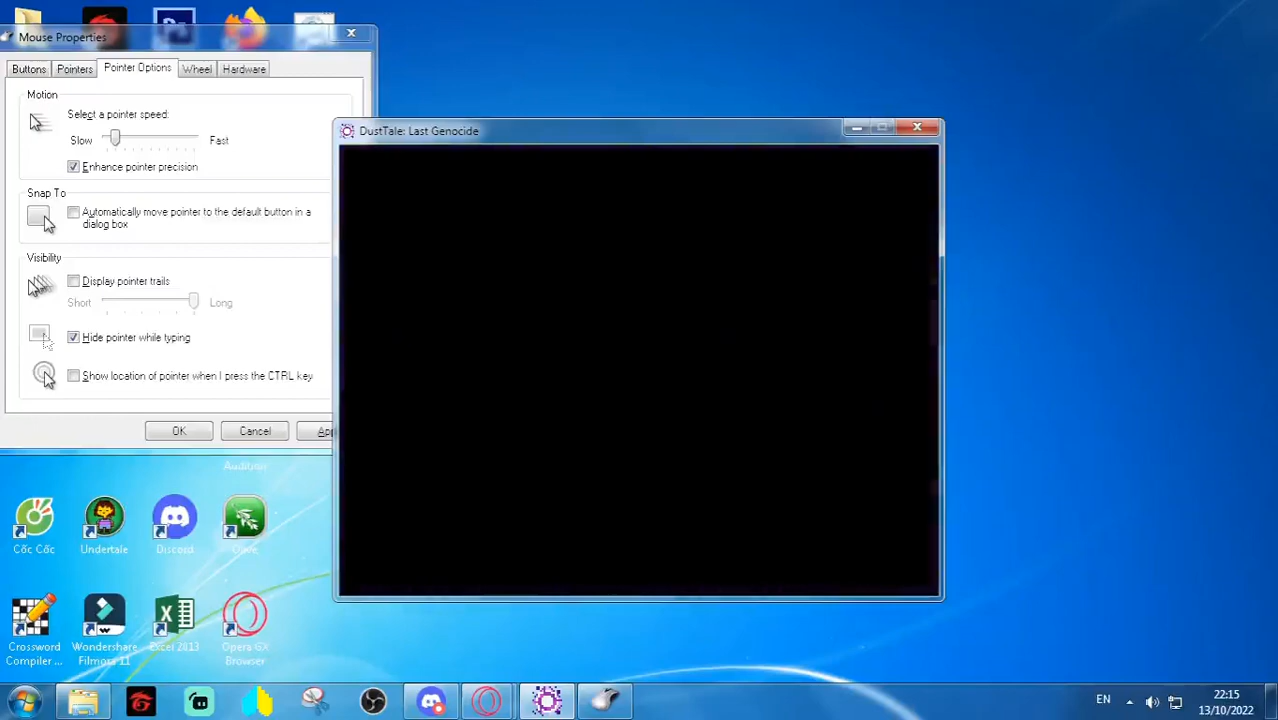 Mouse Properties
Buttons
Pointers
Pointer Options
Wheel
Hardware
Motion
Select a pointer speed:
Slow
Fast
Enhance pointer precision
Snap To
Automatically move pointer to the default button in a
dialog box
Visibility
Display pointer trails
Short
Long
Hide pointer while typing
Show location of pointer when I press the CTRL key
OK
Cancel
App
DustTale: Last Genocide
Audition
Cốc Cốc
Undertale
Discord
Olive
Crossword
Compiler ...
Wondershare
Filmora 11
Excel 2013
Opera GX
Browser
EN
22:15
13/10/2022